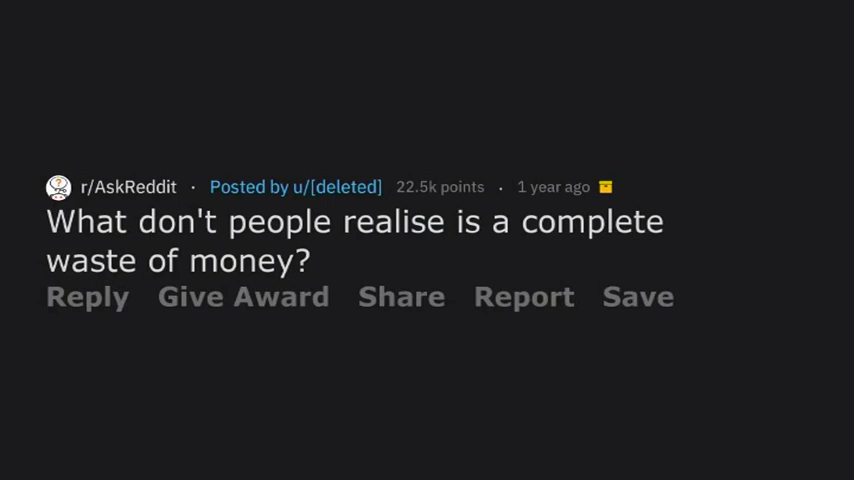 r/AskReddit · Posted by u/[deleted] 22.5k points . 1 year ago
What don't people realise is a complete
waste of money?
Reply Give Award Share Report Save